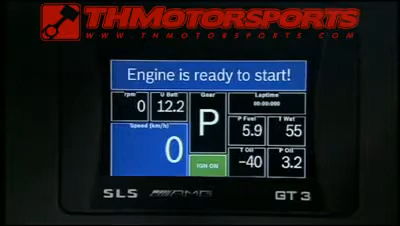 THMotorsports
WWW.THMOTORSPORTS.COM
Engine is ready to start!
rpm U Batt Gear Laptime
0 12.2 P 00:00:000
Speed (km/h) P Fuel T Wat
0 5.9 55
T Oil P Oil
IGN ON -40 3.2
SLS AMG GT3